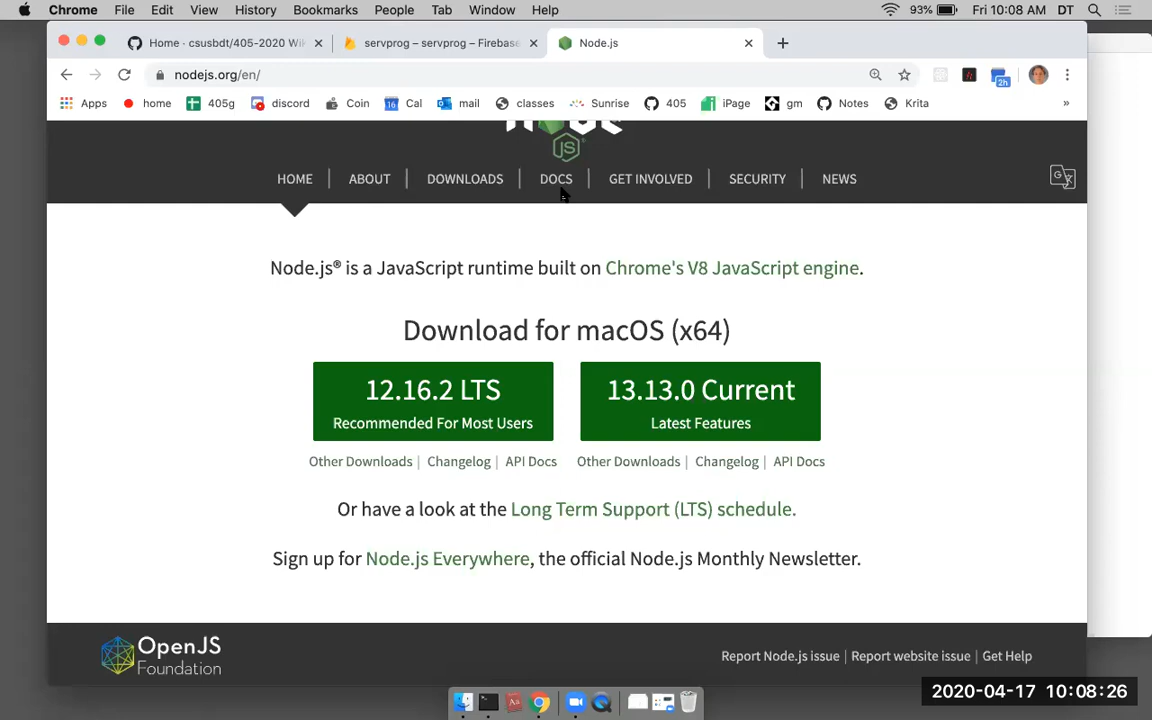 Chrome File Edit View History Bookmarks People Tab Window Help 93% Fri 10:08 AM DT
Home · csusbdt/405-2020 Wik servprog – servprog – Firebase Node.js
nodejs.org/en/
Apps home 405g discord Coin 16 Cal mail classes Sunrise 405 iPage gm Notes Krita »
2h
JS
HOME | ABOUT | DOWNLOADS | DOCS | GET INVOLVED | SECURITY | NEWS
Node.js® is a JavaScript runtime built on Chrome's V8 JavaScript engine.
Download for macOS (x64)
12.16.2 LTS
Recommended For Most Users
13.13.0 Current
Latest Features
Other Downloads | Changelog | API Docs
Other Downloads | Changelog | API Docs
Or have a look at the Long Term Support (LTS) schedule.
Sign up for Node.js Everywhere, the official Node.js Monthly Newsletter.
OpenJS
Foundation
Report Node.js issue | Report website issue | Get Help
2020-04-17 10:08:26